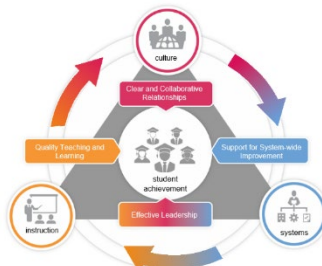 culture
Clear and Collaborative
Relationships
Quality Teaching and
Learning
Support for System-wide
Improvement
student
achievement
Effective Leadership
instruction
systems